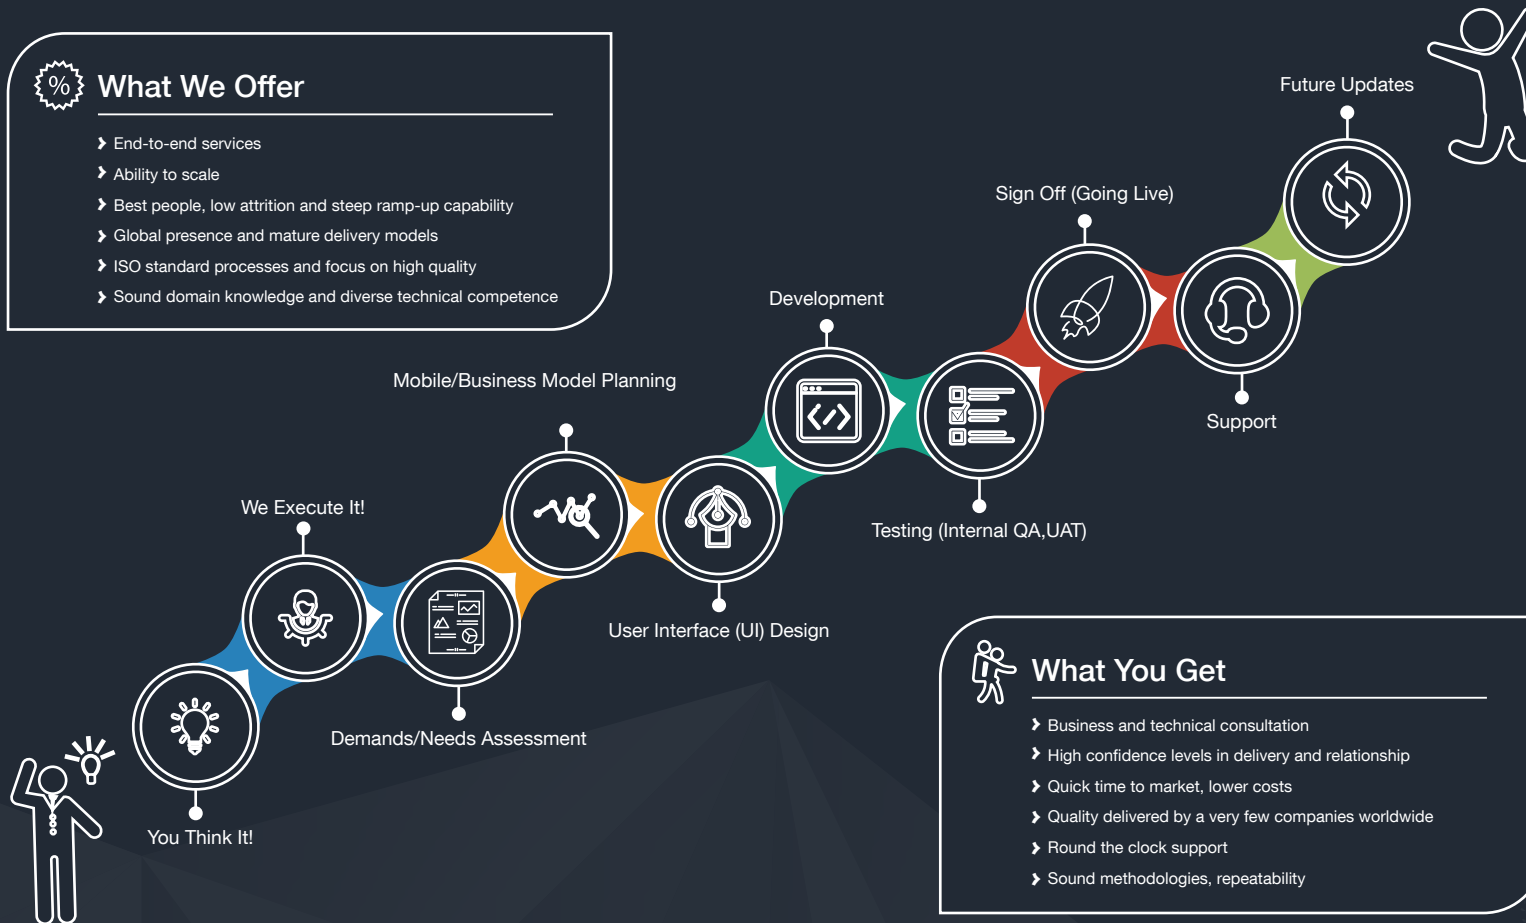 What We Offer
End-to-end services
Ability to scale
Best people, low attrition and steep ramp-up capability
Global presence and mature delivery models
ISO standard processes and focus on high quality
Sound domain knowledge and diverse technical competence
You Think It!
We Execute It!
Demands/Needs Assessment
Mobile/Business Model Planning
User Interface (UI) Design
Development
Testing (Internal QA,UAT)
Sign Off (Going Live)
Support
Future Updates
What You Get
Business and technical consultation
High confidence levels in delivery and relationship
Quick time to market, lower costs
Quality delivered by a very few companies worldwide
Round the clock support
Sound methodologies, repeatability